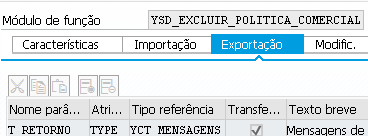 Módulo de função YSD_EXCLUIR_POLITICA_COMERCIAL
Características Importação Exportação Modific.
Nome parâ... Atri... Tipo referência Transfe... Texto breve
T_RETORNO TYPE YCT_MENSAGENS Mensagens de